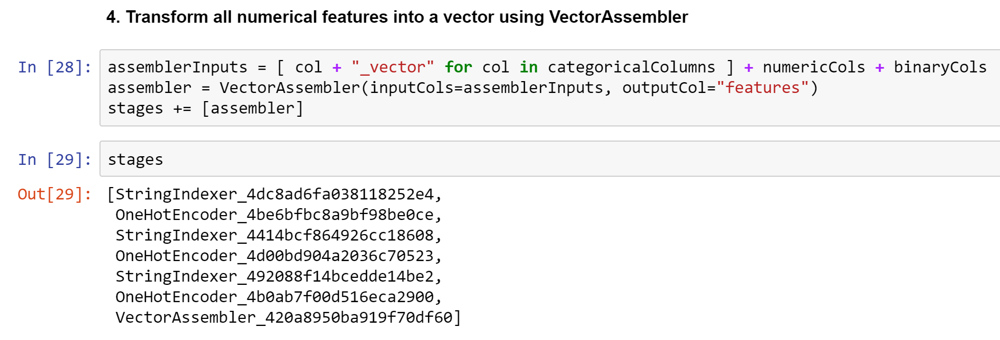 4. Transform all numerical features into a vector using VectorAssembler
In [28]: assemblerInputs = [ col + "_vector" for col in categoricalColumns ] + numericCols + binaryCols
assembler = VectorAssembler(inputCols=assemblerInputs, outputCol="features")
stages += [assembler]
In [29]: stages
Out[29]: [StringIndexer_4dc8ad6fa038118252e4,
OneHotEncoder_4be6bfbc8a9bf98be0ce,
StringIndexer_4414bcf864926cc18608,
OneHotEncoder_4d00bd904a2036c70523,
StringIndexer_492088f14bcedde14be2,
OneHotEncoder_4b0ab7f00d516eca2900,
VectorAssembler_420a8950ba919f70df60]